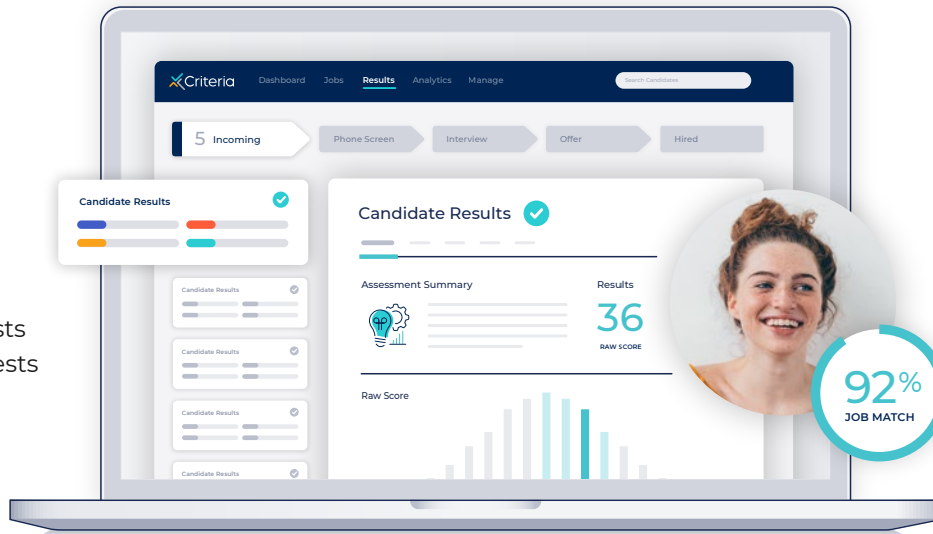 Criteria
Dashboard Jobs Results Analytics Manage
Search Candidates
5 Incoming
Phone Screen
Interview
Offer
Hired
Candidate Results
Candidate Results
Candidate Results
Candidate Results
Candidate Results
Candidate Results
Assessment Summary
Results
36
RAW SCORE
Raw Score
92%
JOB MATCH